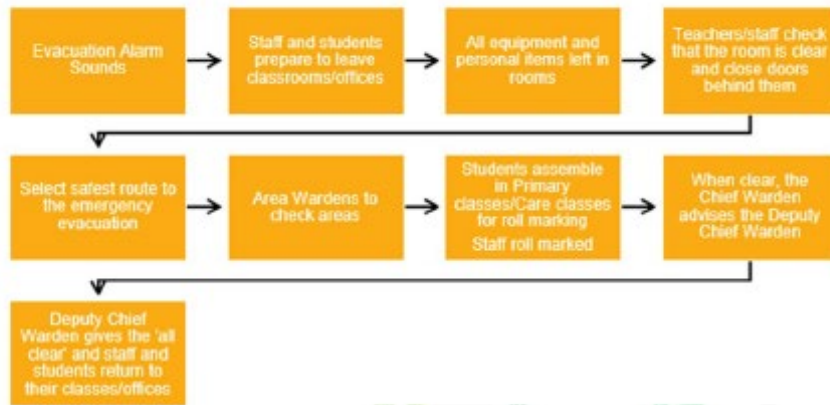 Evacuation Alarm
Sounds
Staff and students
prepare to leave
classrooms/offices
All equipment and
personal items left in
rooms
Teachers/staff check
that the room is clear
and close doors
behind them
Select safest route to
the emergency
evacuation
Area Wardens to
check areas
Students assemble
in Primary
classes/Care classes
for roll marking
Staff roll marked
When clear, the
Chief Warden
advises the Deputy
Chief Warden
Deputy Chief
Warden gives the 'all
clear' and staff and
students return to
their classes/offices